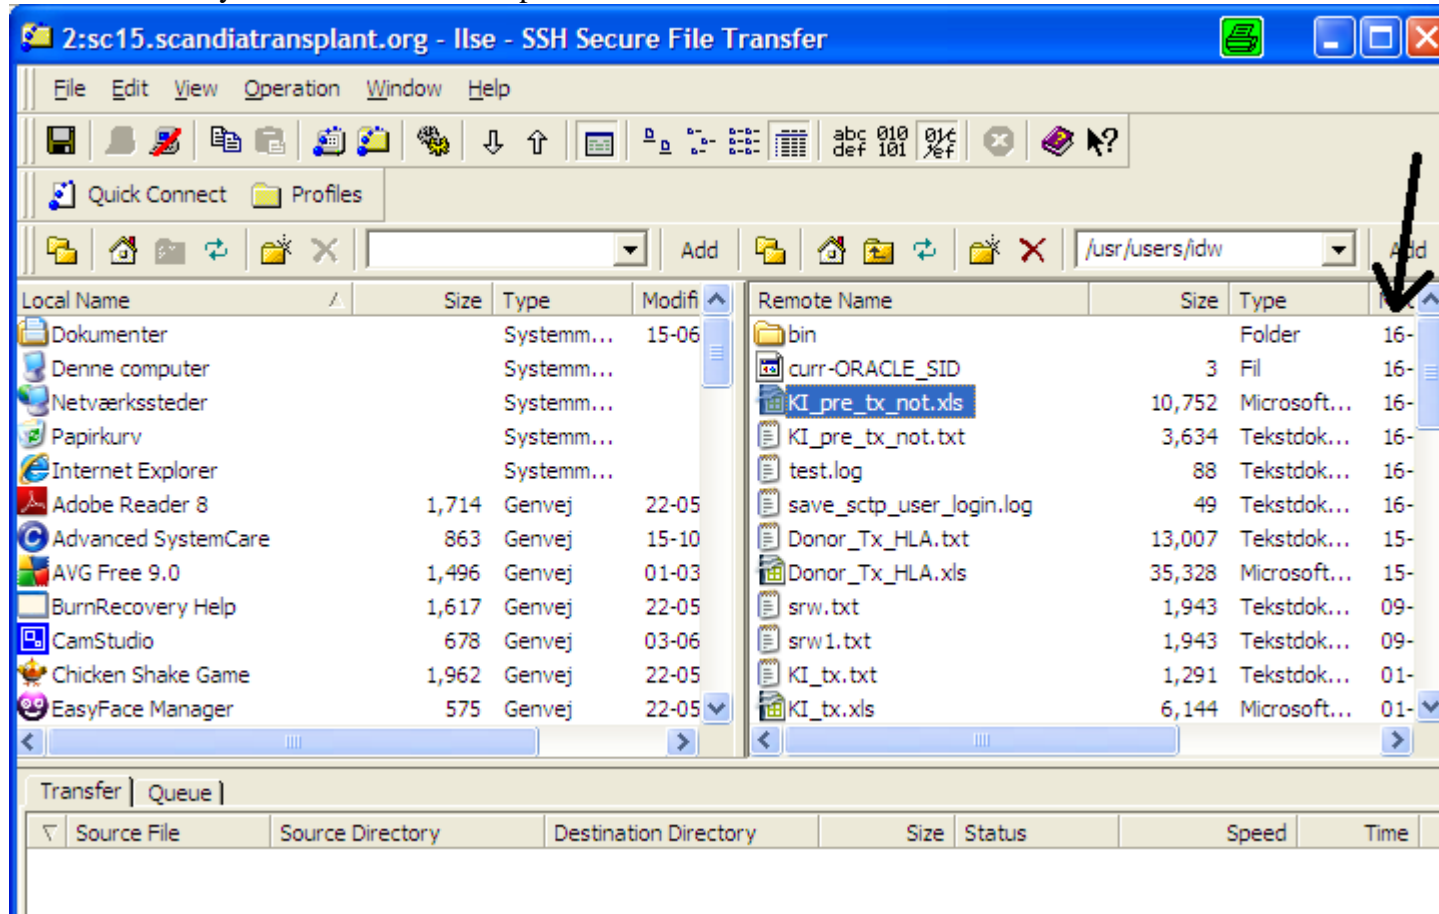 2:sc15.scandiatransplant.org - Ilse - SSH Secure File Transfer
File Edit View Operation Window Help
abc def 010 101
Quick Connect Profiles
Add /usr/users/idw Add
Local Name Size Type Modifi Remote Name Size Type
Dokumenter Systemm... 15-06 bin Folder 16-
Denne computer Systemm... curr-ORACLE_SID 3 Fil 16-
Netværkssteder Systemm... KI_pre_tx_not.xls 10,752 Microsoft... 16-
Papirkurv Systemm... KI_pre_tx_not.txt 3,634 Tekstdok... 16-
Internet Explorer Systemm... test.log 88 Tekstdok... 16-
Adobe Reader 8 1,714 Genvej 22-05 save_sctp_user_login.log 49 Tekstdok... 16-
Advanced SystemCare 863 Genvej 15-10 Donor_Tx_HLA.txt 13,007 Tekstdok... 15-
AVG Free 9.0 1,496 Genvej 01-03 Donor_Tx_HLA.xls 35,328 Microsoft... 15-
BurnRecovery Help 1,617 Genvej 22-05 srw.txt 1,943 Tekstdok... 09-
CamStudio 678 Genvej 03-06 srw1.txt 1,943 Tekstdok... 09-
Chicken Shake Game 1,962 Genvej 22-05 KI_tx.txt 1,291 Tekstdok... 01-
EasyFace Manager 575 Genvej 22-05 KI_tx.xls 6,144 Microsoft... 01-
Transfer Queue
Source File Source Directory Destination Directory Size Status Speed Time